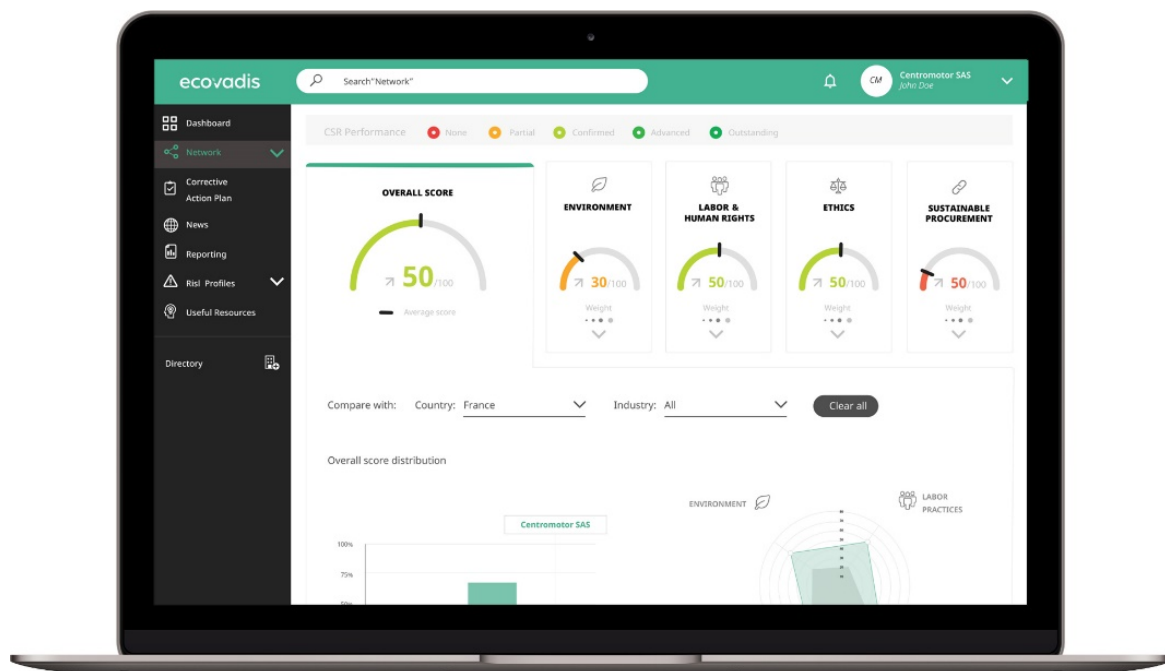 ecovadis
Search"Network"
CM
Centromotor SAS
John Doe
Dashboard
Network
Corrective
Action Plan
News
Reporting
Risl Profiles
Useful Resources
Directory
CSR Performance
None
Partial
Confirmed
Advanced
Outstanding
OVERALL SCORE
50/100
Average score
ENVIRONMENT
30/100
Weight
LABOR &
HUMAN RIGHTS
50/100
Weight
ETHICS
50/100
Weight
SUSTAINABLE
PROCUREMENT
50/100
Weight
Compare with:
Country: France
Industry: All
Clear all
Overall score distribution
Centromotor SAS
100%
75%
50%
ENVIRONMENT
LABOR
PRACTICES